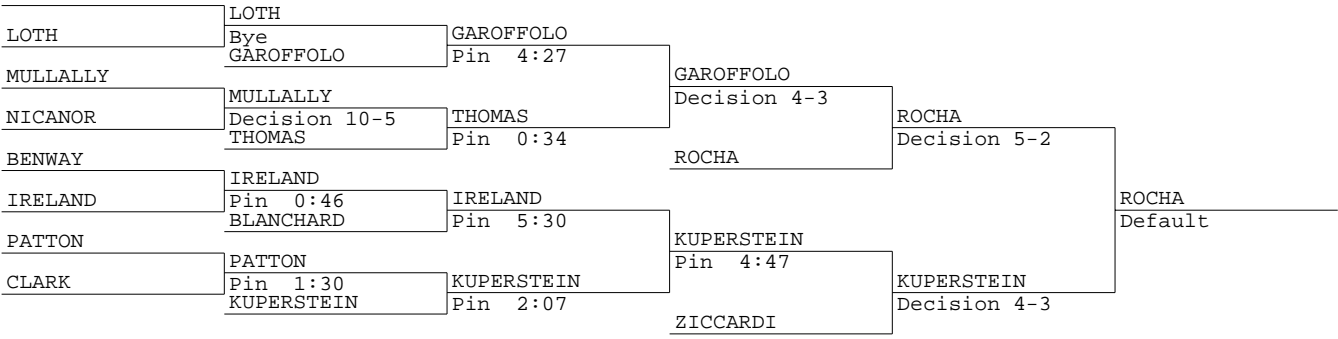 LOTH
LOTH
Bye
GAROFFOLO
GAROFFOLO
Pin 4:27
MULLALLY
NICANOR
MULLALLY
Decision 10-5
THOMAS
THOMAS
Pin 0:34
GAROFFOLO
Decision 4-3
ROCHA
ROCHA
Decision 5-2
BENWAY
IRELAND
IRELAND
Pin 0:46
BLANCHARD
IRELAND
Pin 5:30
PATTON
CLARK
PATTON
Pin 1:30
KUPERSTEIN
KUPERSTEIN
Pin 2:07
KUPERSTEIN
Pin 4:47
ZICCARDI
KUPERSTEIN
Decision 4-3
ROCHA
Default